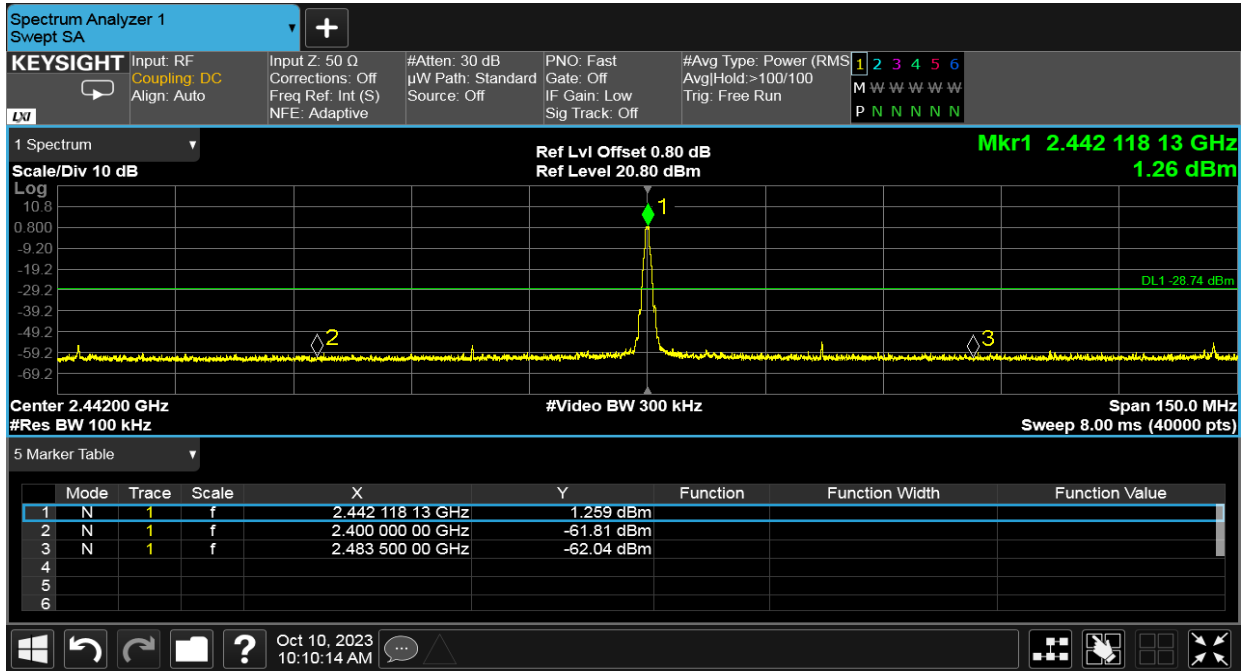 Spectrum Analyzer 1
Swept SA
KEYSIGHT
LXI
Input: RF
Coupling: DC
Align: Auto
Input Z: 50 Ω
Corrections: Off
Freq Ref: Int (S)
NFE: Adaptive
#Atten: 30 dB
µW Path: Standard
Source: Off
PNO: Fast
Gate: Off
IF Gain: Low
Sig Track: Off
#Avg Type: Power (RMS
Avg|Hold:>100/100
Trig: Free Run
1 2 3 4 5 6
M W W W W W
P N N N N N
1 Spectrum
Scale/Div 10 dB
Ref Lvl Offset 0.80 dB
Ref Level 20.80 dBm
Mkr1 2.442 118 13 GHz
1.26 dBm
Log
10.8
0.800
-9.20
-19.2
-29.2
-39.2
-49.2
-59.2
-69.2
1
DL1 -28.74 dBm
2
3
Center 2.44200 GHz #Video BW 300 kHz Span 150.0 MHz
#Res BW 100 kHz Sweep 8.00 ms (40000 pts)
5 Marker Table
Mode Trace Scale X Y Function Function Width Function Value
1 N 1 f 2.442 118 13 GHz 1.259 dBm
2 N 1 f 2.400 000 00 GHz -61.81 dBm
3 N 1 f 2.483 500 00 GHz -62.04 dBm
4
5
6
?
Oct 10, 2023
10:10:14 AM